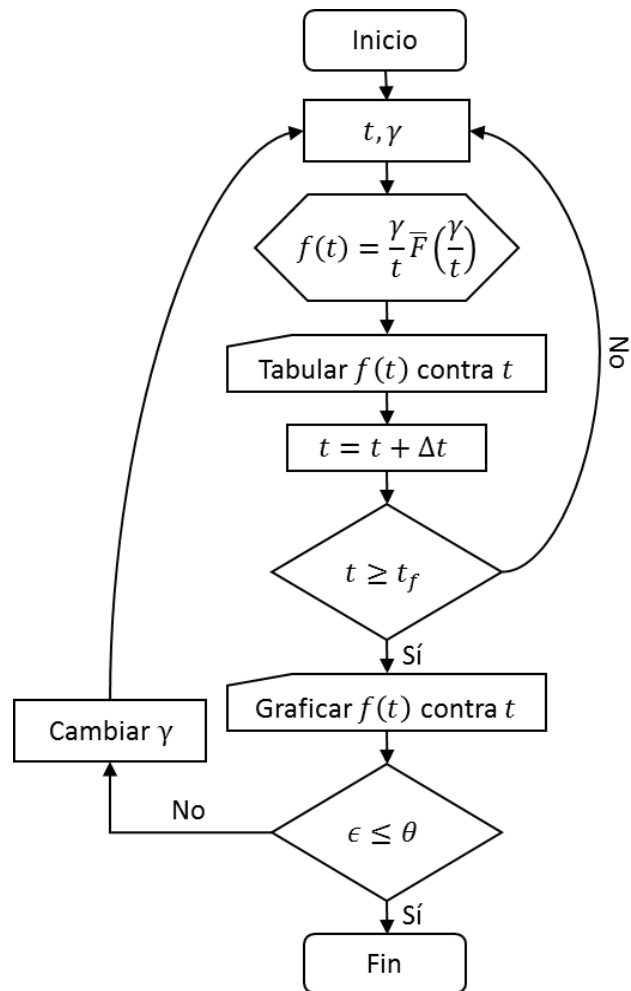 Inicio
t, γ
f(t) = γ/t F̅(γ/t)
Tabular f(t) contra t
t = t + Δt
No
t ≥ t_f
Sí
Graficar f(t) contra t
Cambiar γ
No
ϵ ≤ θ
Sí
Fin